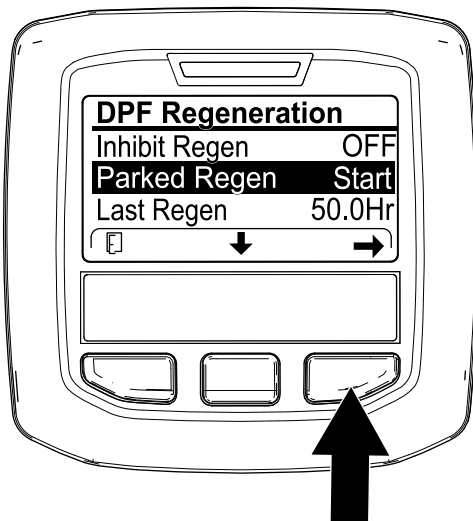 DPF Regeneration
Inhibit Regen OFF
Parked Regen Start
Last Regen 50.0Hr